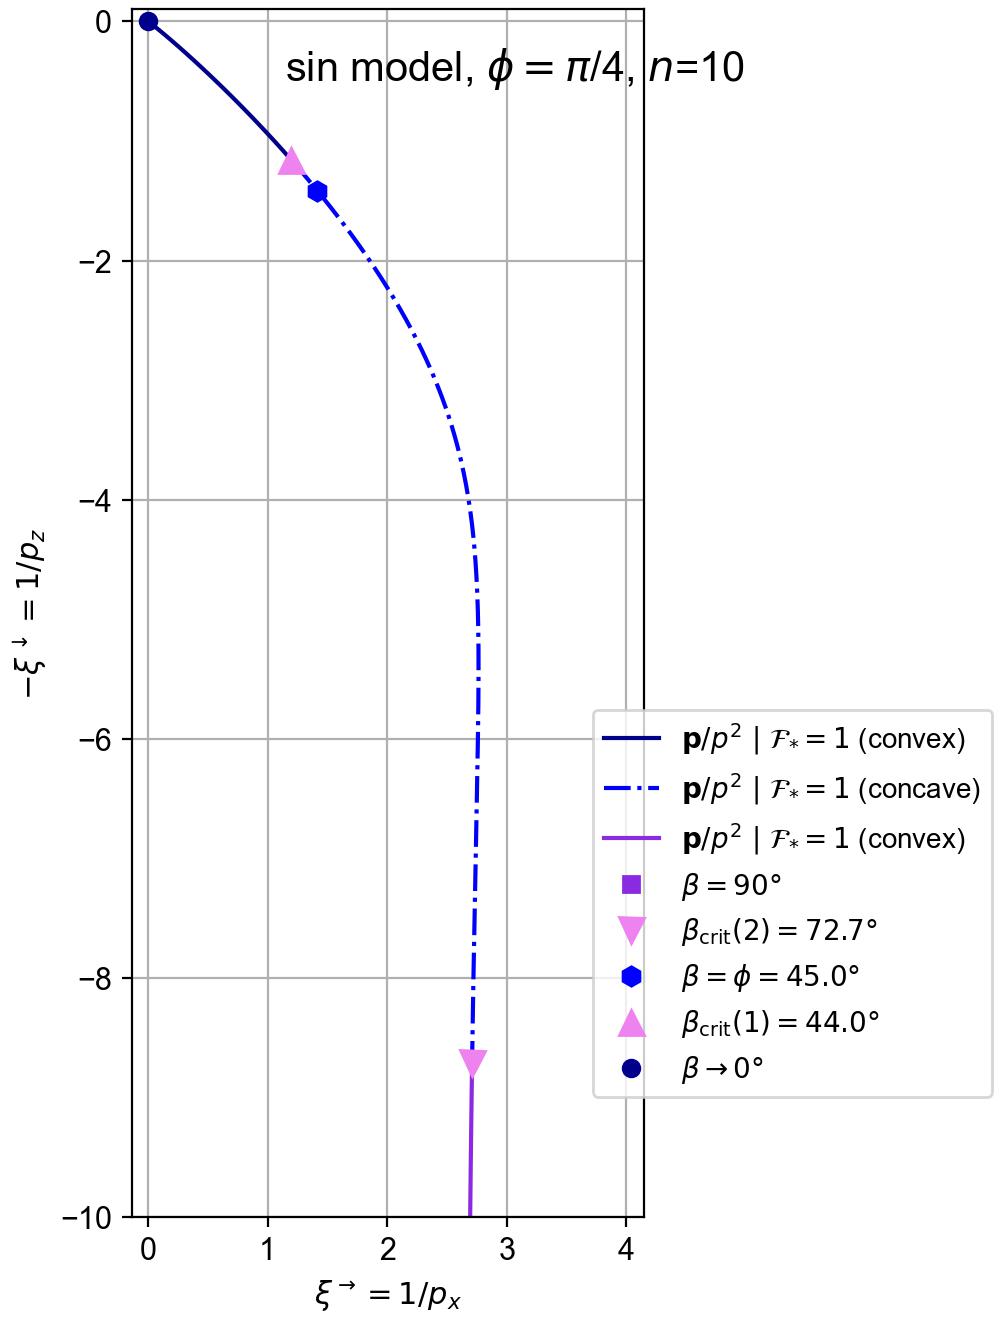 sin model, ϕ = π/4, n=10
0
−2
−4
−6
−8
−10
−ξ↓ = 1/p_z
0 1 2 3 4
ξ→ = 1/p_x
p/p² | ℱ* = 1 (convex)
p/p² | ℱ* = 1 (concave)
p/p² | ℱ* = 1 (convex)
β = 90°
β_crit(2) = 72.7°
β = ϕ = 45.0°
β_crit(1) = 44.0°
β → 0°